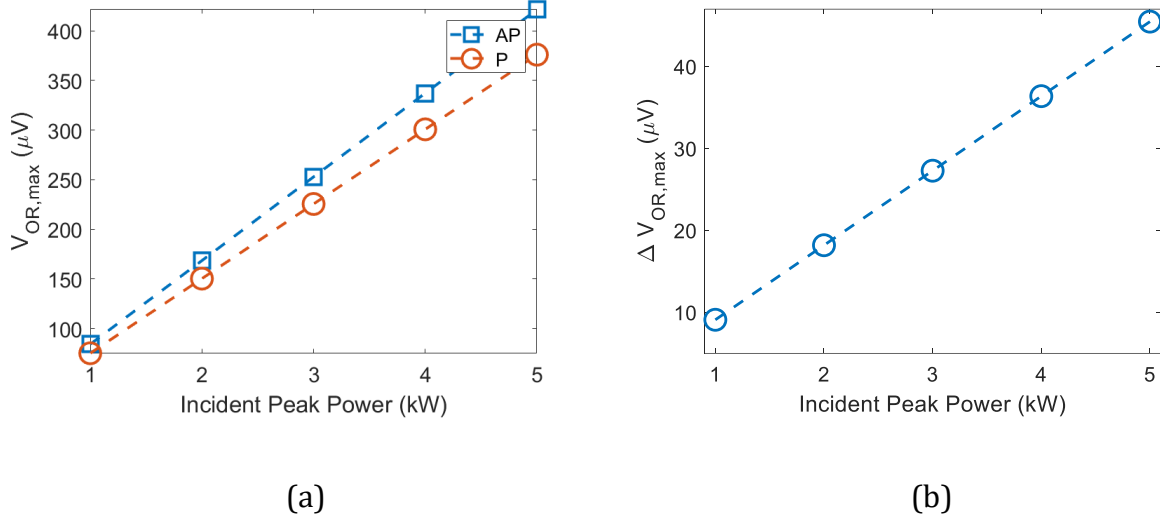 400
350
300
250
200
150
100
V_OR,max (μV)
AP
P
1 2 3 4 5
Incident Peak Power (kW)
(a)
40
30
20
10
Δ V_OR,max (μV)
1 2 3 4 5
Incident Peak Power (kW)
(b)